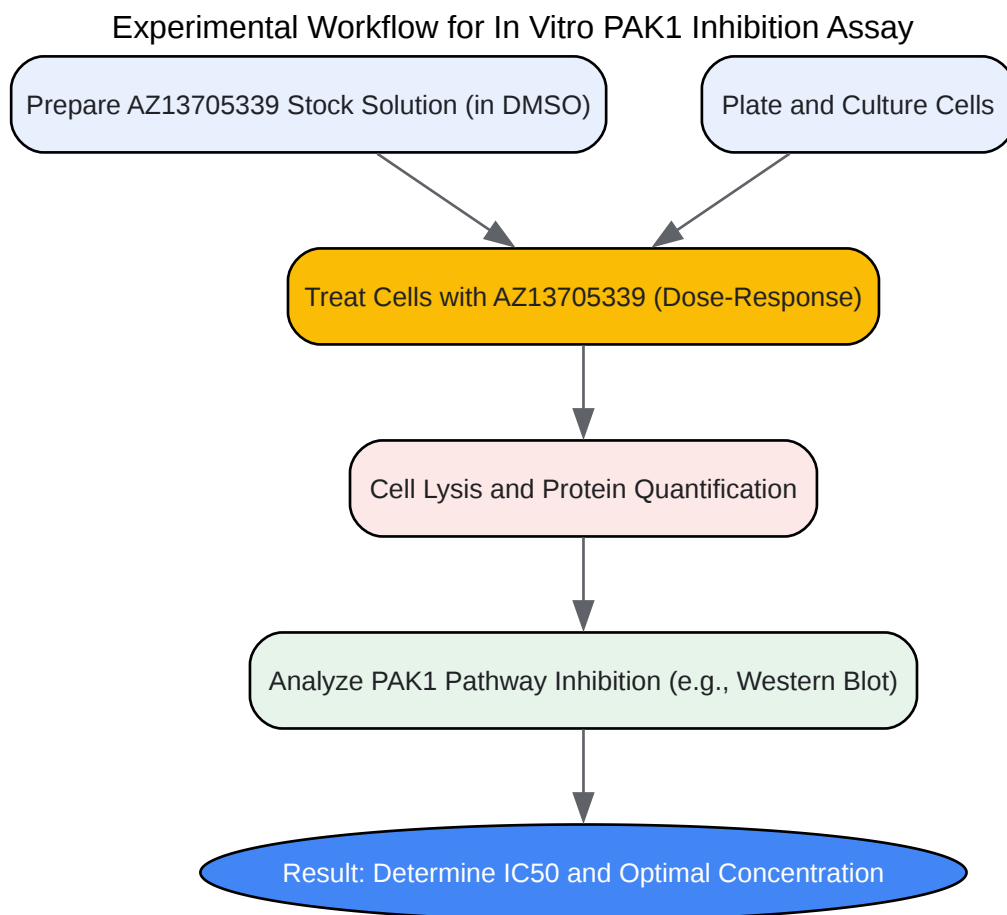 Experimental Workflow for In Vitro PAK1 Inhibition Assay
Prepare AZ13705339 Stock Solution (in DMSO)
Plate and Culture Cells
Treat Cells with AZ13705339 (Dose-Response)
Cell Lysis and Protein Quantification
Analyze PAK1 Pathway Inhibition (e.g., Western Blot)
Result: Determine IC50 and Optimal Concentration